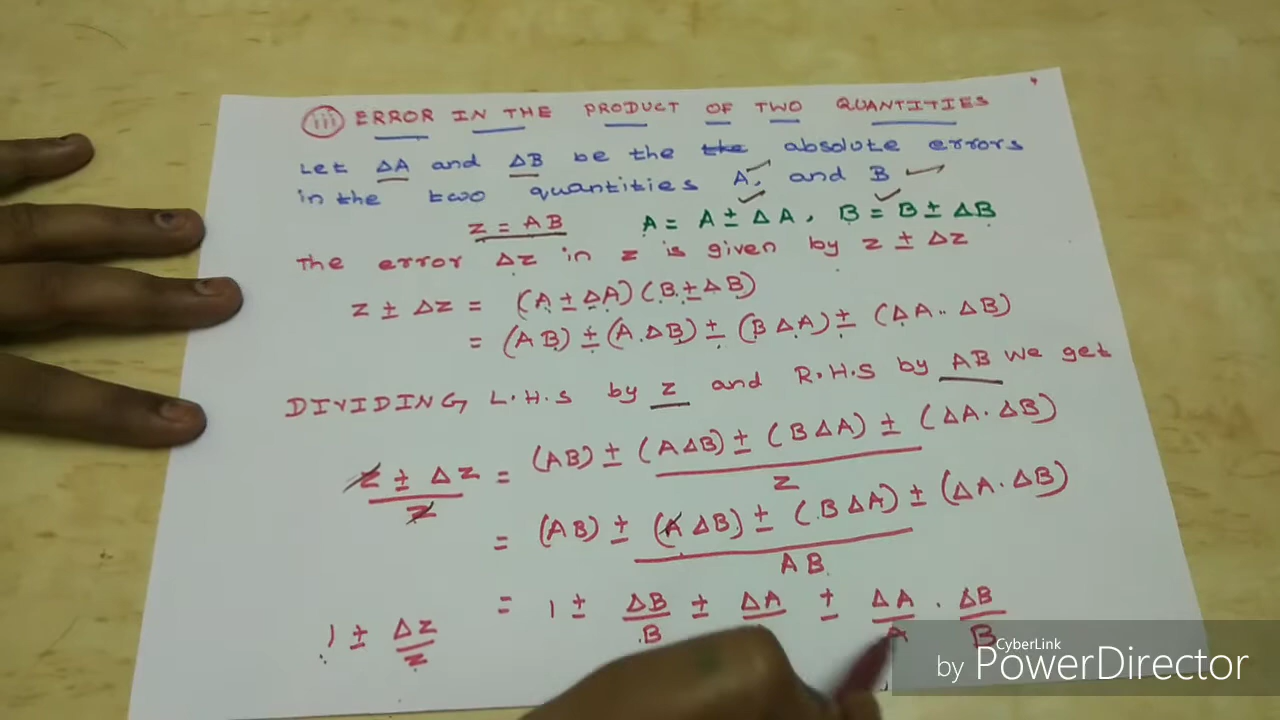 iii ERROR IN THE PRODUCT OF TWO QUANTITIES
Let ΔA and ΔB be the the absolute errors
in the two quantities A, and B
Z = AB A = A ± ΔA, B = B ± ΔB
The error ΔZ in Z is given by Z ± ΔZ
Z ± ΔZ = (A ± ΔA)(B ± ΔB)
= (AB) ± (A.ΔB) ± (BΔA) ± (ΔA..ΔB)
DIVIDING L.H.S by Z and R.H.S by AB we get
Z ± ΔZ / Z = (AB) ± (AΔB) ± (BΔA) ± (ΔA.ΔB) / Z
= (AB) ± (AΔB) ± (BΔA) ± (ΔA.ΔB) / AB
1 ± ΔZ/Z = 1 ± ΔB/B ± ΔA ± ΔA/A . ΔB/B
CyberLink
by PowerDirector